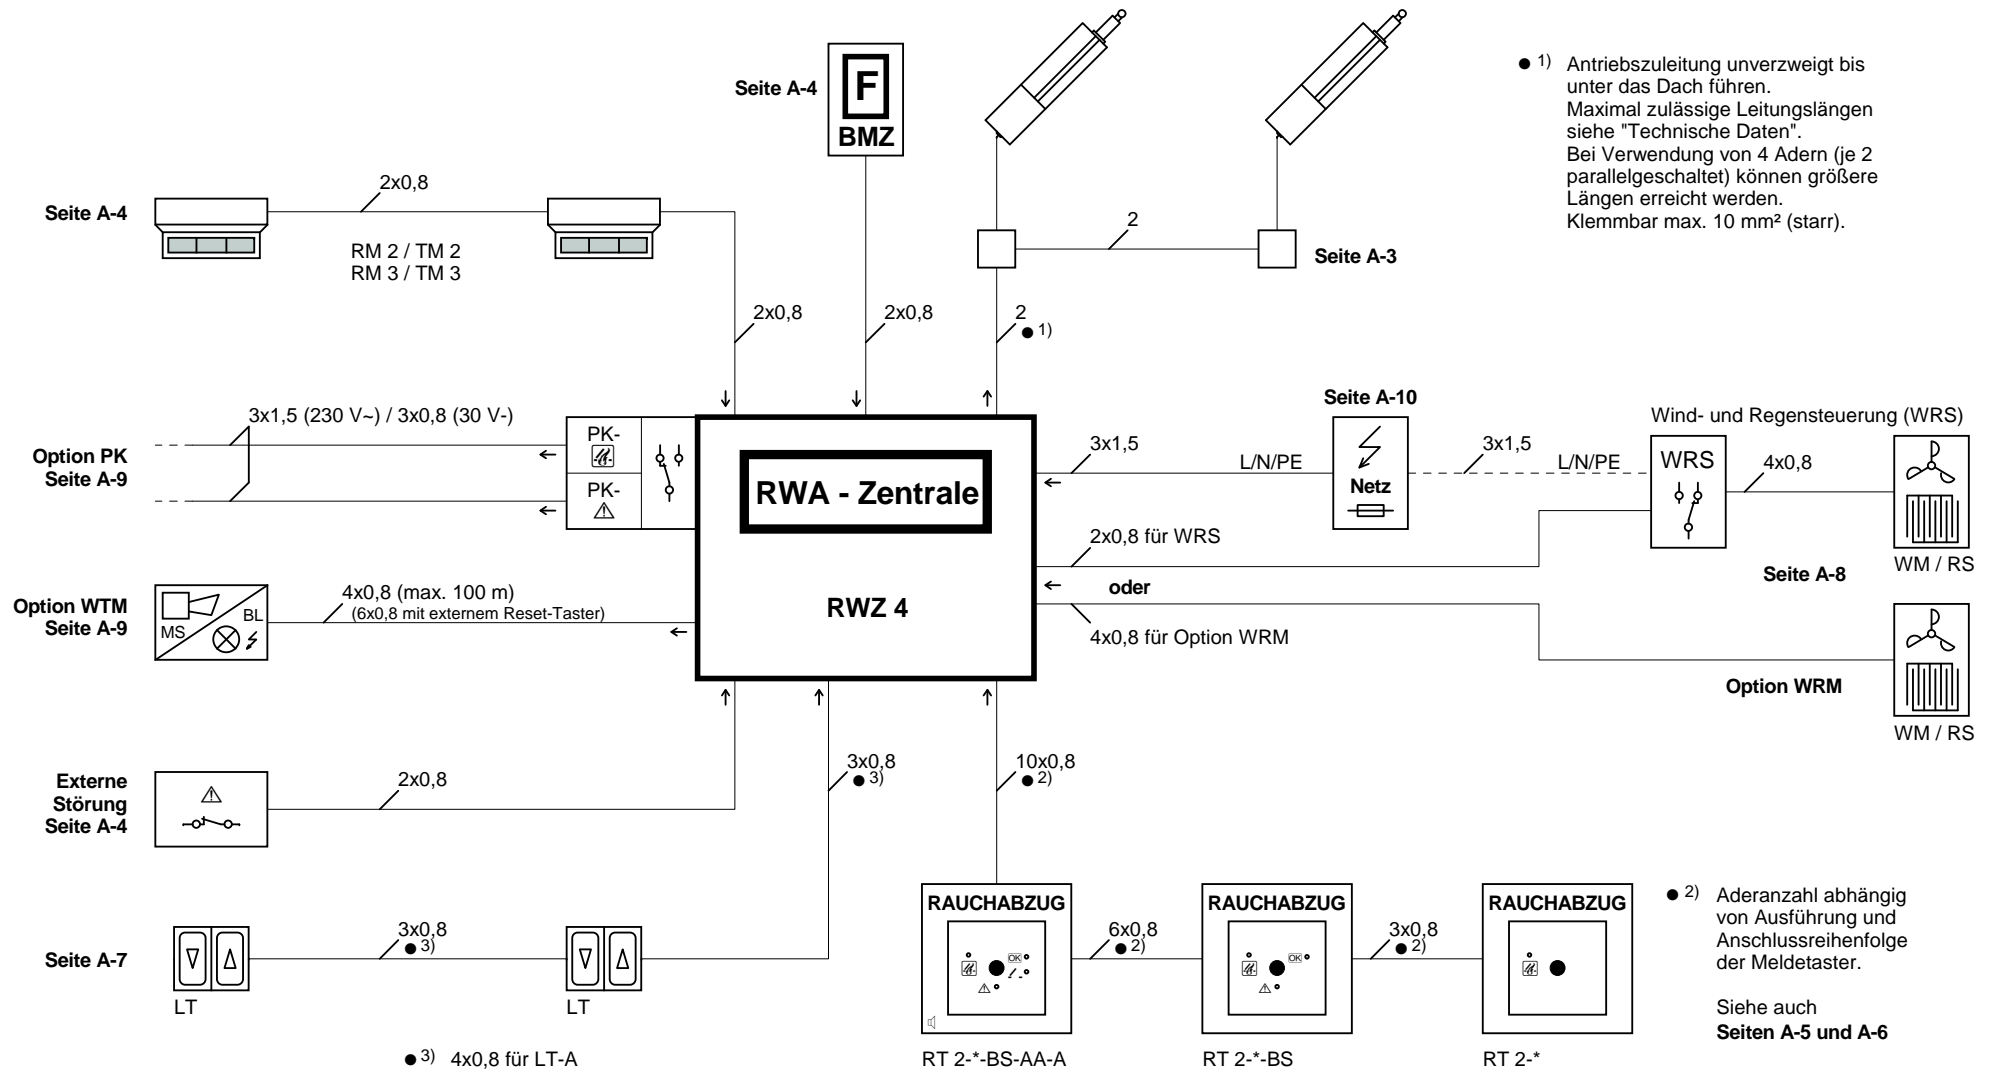 Seite A-4
F
BMZ
● 1) Antriebszuleitung unverzweigt bis
unter das Dach führen.
Maximal zulässige Leitungslängen
siehe "Technische Daten".
Bei Verwendung von 4 Adern (je 2
parallelgeschaltet) können größere
Längen erreicht werden.
Klemmbar max. 10 mm² (starr).
Seite A-4
2x0,8
RM 2 / TM 2
RM 3 / TM 3
2
Seite A-3
2x0,8
2x0,8
2
● 1)
Option PK
Seite A-9
3x1,5 (230 V~) / 3x0,8 (30 V-)
PK-
PK-
RWA - Zentrale
RWZ 4
3x1,5
L/N/PE
Seite A-10
Netz
3x1,5
L/N/PE
Wind- und Regensteuerung (WRS)
WRS
4x0,8
WM / RS
2x0,8 für WRS
Seite A-8
oder
4x0,8 für Option WRM
Option WRM
WM / RS
Option WTM
Seite A-9
MS
BL
4x0,8 (max. 100 m)
(6x0,8 mit externem Reset-Taster)
Externe
Störung
Seite A-4
2x0,8
3x0,8
● 3)
10x0,8
● 2)
Seite A-7
LT
3x0,8
● 3)
LT
● 3) 4x0,8 für LT-A
RAUCHABZUG
OK
RT 2-*-BS-AA-A
6x0,8
● 2)
RAUCHABZUG
OK
RT 2-*-BS
3x0,8
● 2)
RAUCHABZUG
RT 2-*
● 2) Aderanzahl abhängig
von Ausführung und
Anschlussreihenfolge
der Meldetaster.
Siehe auch
Seiten A-5 und A-6